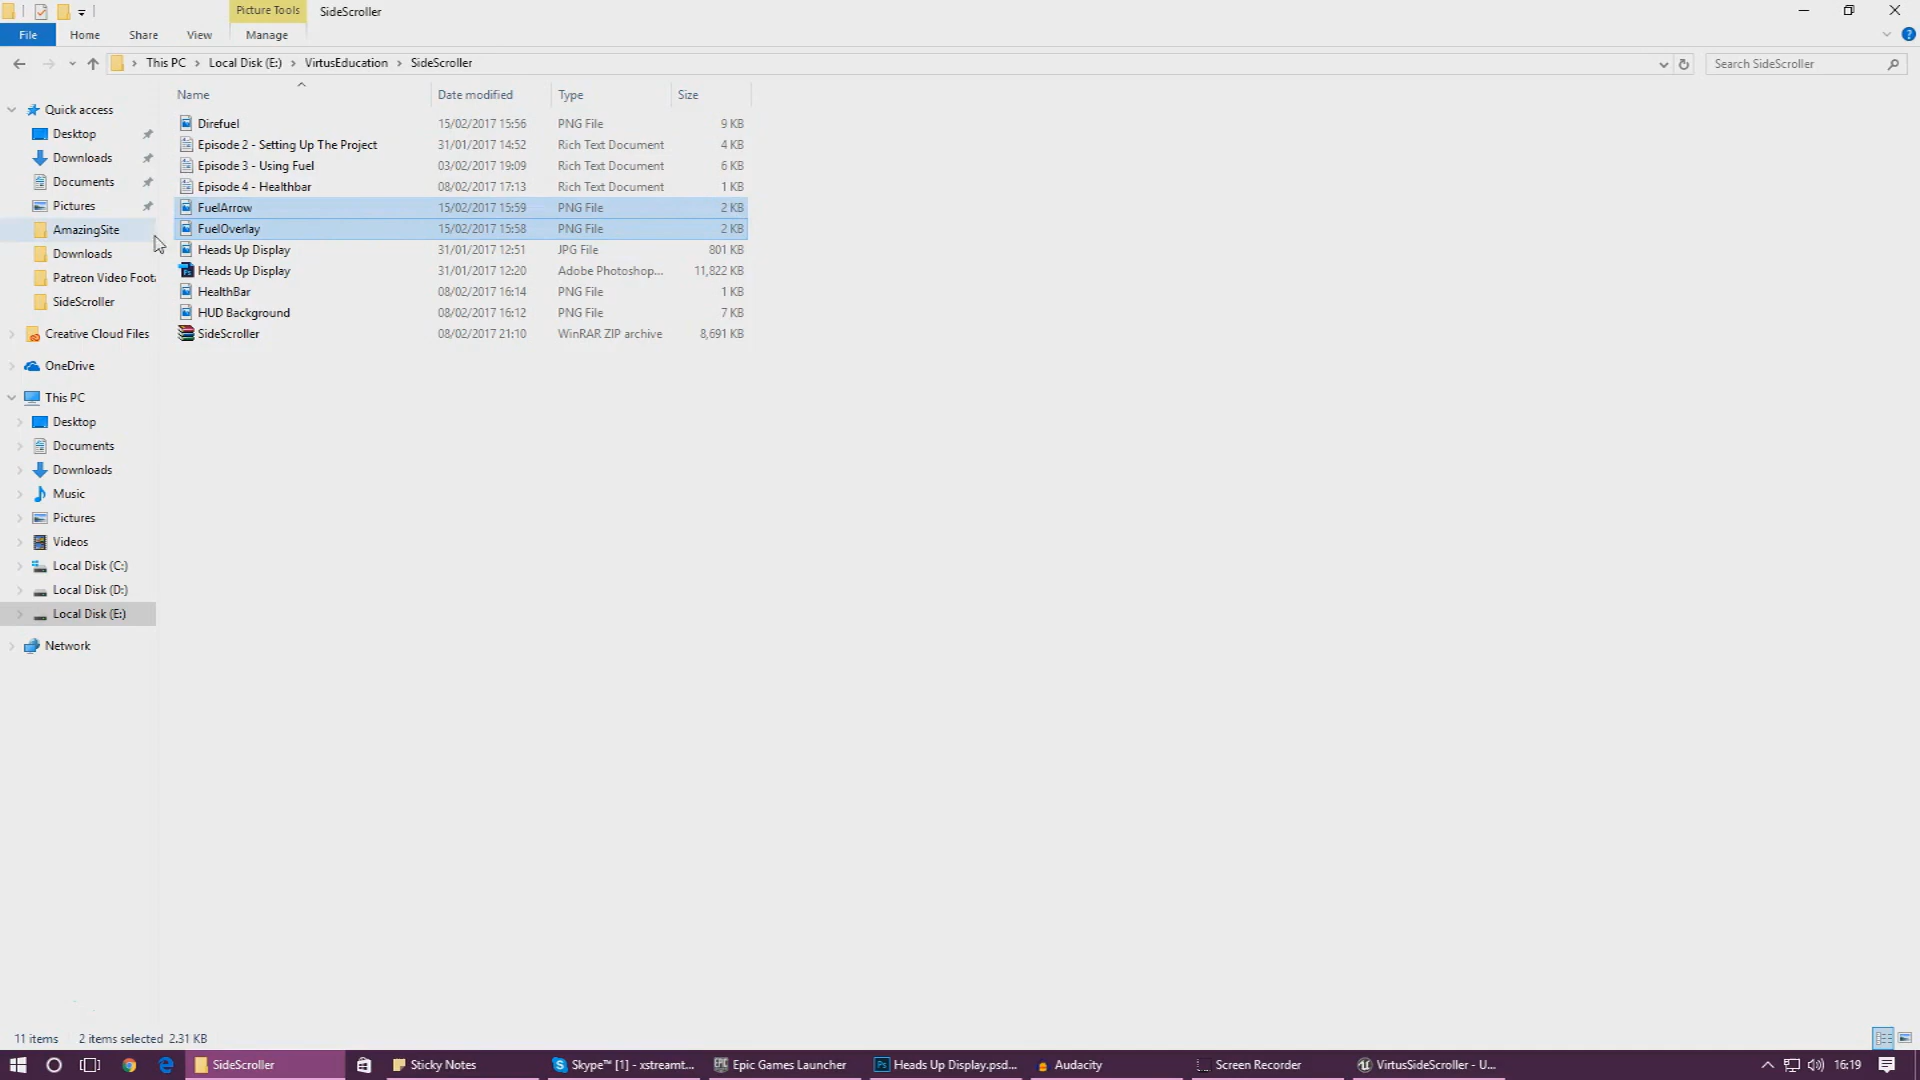 Picture Tools SideScroller
File Home Share View Manage
This PC Local Disk (E:) VirtusEducation SideScroller Search SideScroller
Name Date modified Type Size
Quick access
Desktop
Downloads
Documents
Pictures
AmazingSite
Downloads
Patreon Video Foota
SideScroller
Creative Cloud Files
OneDrive
This PC
Desktop
Documents
Downloads
Music
Pictures
Videos
Local Disk (C:)
Local Disk (D:)
Local Disk (E:)
Network
Direfuel 15/02/2017 15:56 PNG File 9 KB
Episode 2 - Setting Up The Project 31/01/2017 14:52 Rich Text Document 4 KB
Episode 3 - Using Fuel 03/02/2017 19:09 Rich Text Document 6 KB
Episode 4 - Healthbar 08/02/2017 17:13 Rich Text Document 1 KB
FuelArrow 15/02/2017 15:59 PNG File 2 KB
FuelOverlay 15/02/2017 15:58 PNG File 2 KB
Heads Up Display 31/01/2017 12:51 JPG File 801 KB
Heads Up Display 31/01/2017 12:20 Adobe Photoshop... 11,822 KB
HealthBar 08/02/2017 16:14 PNG File 1 KB
HUD Background 08/02/2017 16:12 PNG File 7 KB
SideScroller 08/02/2017 21:10 WinRAR ZIP archive 8,691 KB
11 items 2 items selected 2.31 KB
SideScroller Sticky Notes Skype™ [1] - xstreamt... Epic Games Launcher Heads Up Display.psd... Audacity Screen Recorder VirtusSideScroller - U... 16:19